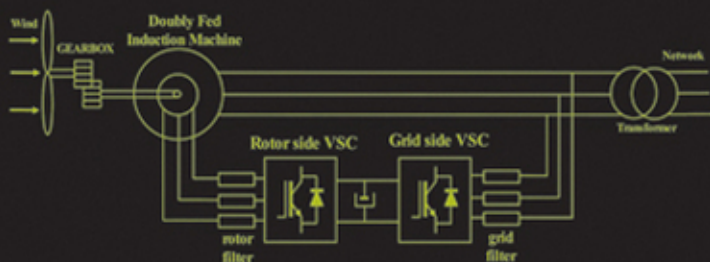 Wind
GEARBOX
Doubly Fed
Induction Machine
Network
Transformer
Rotor side VSC
Grid side VSC
rotor
filter
grid
filter